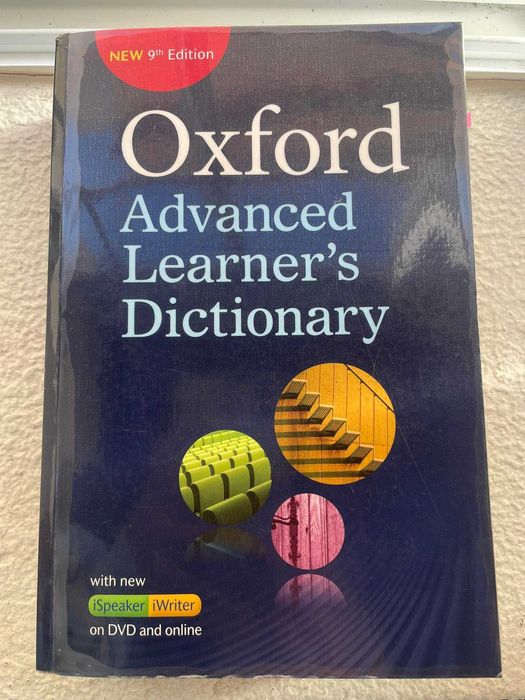 NEW 9th Edition
Oxford
Advanced
Learner's
Dictionary
with new
iSpeaker iWriter
on DVD and online